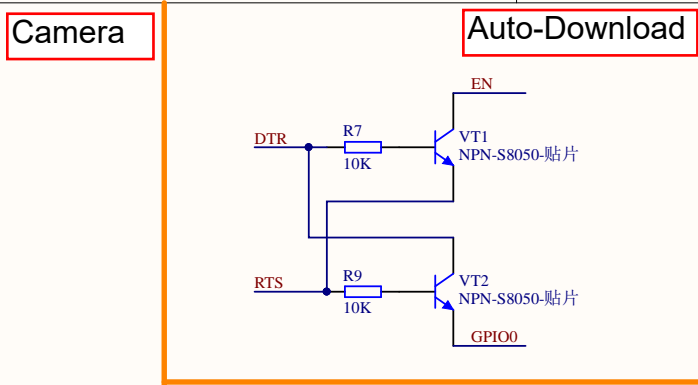 Camera
Auto-Download
EN
DTR
R7
10K
VT1
NPN-S8050-贴片
RTS
R9
10K
VT2
NPN-S8050-贴片
GPIO0